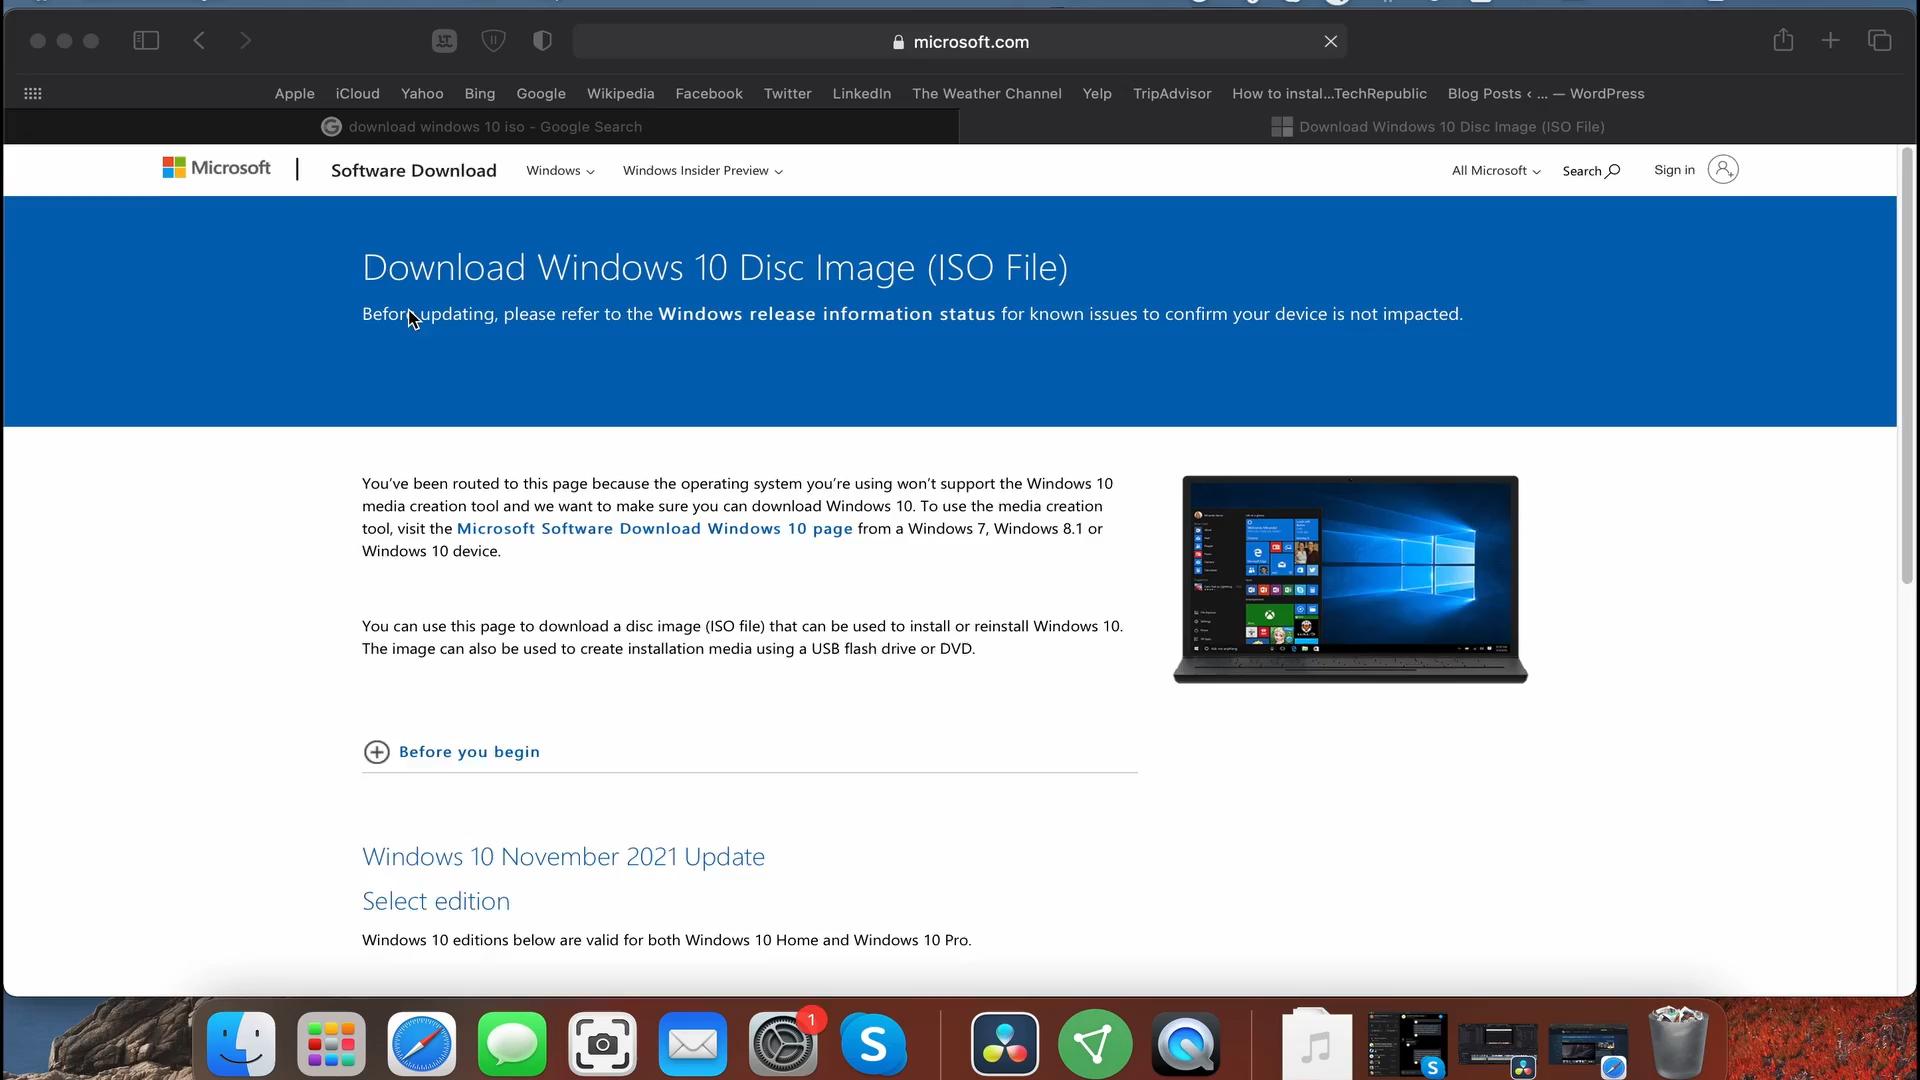 microsoft.com
Apple iCloud Yahoo Bing Google Wikipedia Facebook Twitter LinkedIn The Weather Channel Yelp TripAdvisor How to instal...TechRepublic Blog Posts ‹ ... — WordPress
download windows 10 iso - Google Search
Download Windows 10 Disc Image (ISO File)
Microsoft Software Download Windows Windows Insider Preview All Microsoft Search Sign in
Download Windows 10 Disc Image (ISO File)
Before updating, please refer to the Windows release information status for known issues to confirm your device is not impacted.
You've been routed to this page because the operating system you're using won't support the Windows 10
media creation tool and we want to make sure you can download Windows 10. To use the media creation
tool, visit the Microsoft Software Download Windows 10 page from a Windows 7, Windows 8.1 or
Windows 10 device.
You can use this page to download a disc image (ISO file) that can be used to install or reinstall Windows 10.
The image can also be used to create installation media using a USB flash drive or DVD.
Before you begin
Windows 10 November 2021 Update
Select edition
Windows 10 editions below are valid for both Windows 10 Home and Windows 10 Pro.
1